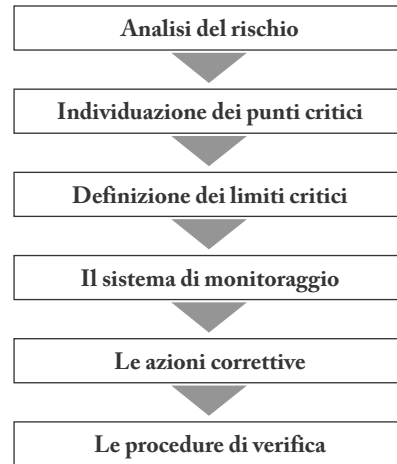 Analisi del rischio
Individuazione dei punti critici
Definizione dei limiti critici
Il sistema di monitoraggio
Le azioni correttive
Le procedure di verifica